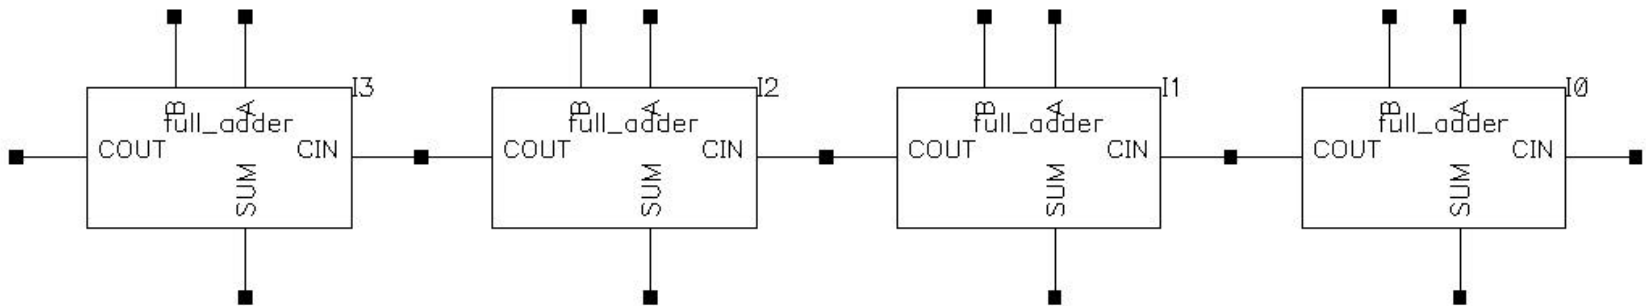 I3 I2 I1 I0
B A B A B A B A
full_adder full_adder full_adder full_adder
COUT CIN COUT CIN COUT CIN COUT CIN
SUM SUM SUM SUM